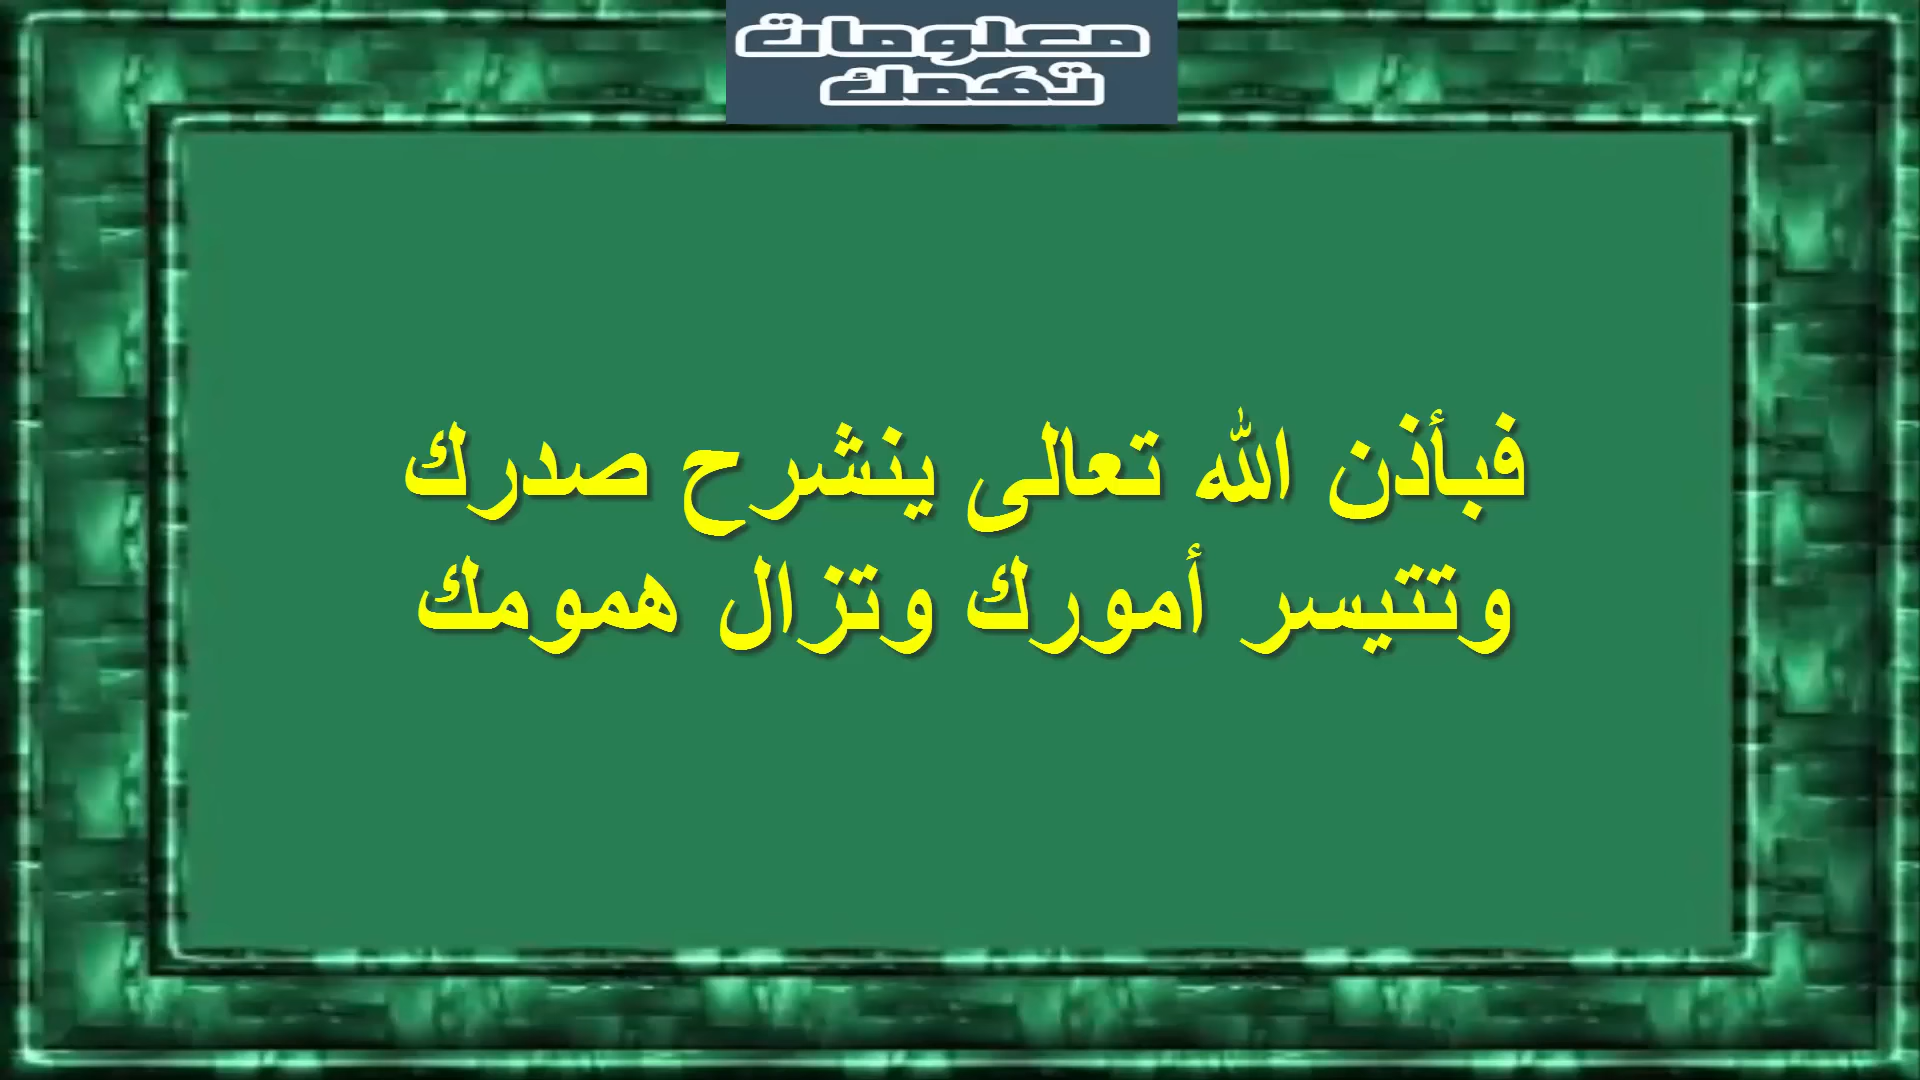 معلومات
تهمك
فبأذن الله تعالى ينشرح صدرك
وتتيسر أمورك وتزال همومك